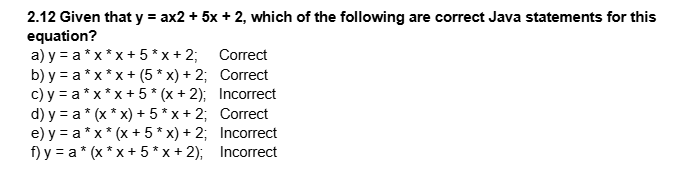 2.12 Given that y = ax2 + 5x + 2, which of the following are correct Java statements for this
equation?
a) y = a * x * x + 5 * x + 2; Correct
b) y = a * x * x + (5 * x) + 2; Correct
c) y = a * x * x + 5 * (x + 2); Incorrect
d) y = a * (x * x) + 5 * x + 2; Correct
e) y = a * x * (x + 5 * x) + 2; Incorrect
f) y = a * (x * x + 5 * x + 2); Incorrect